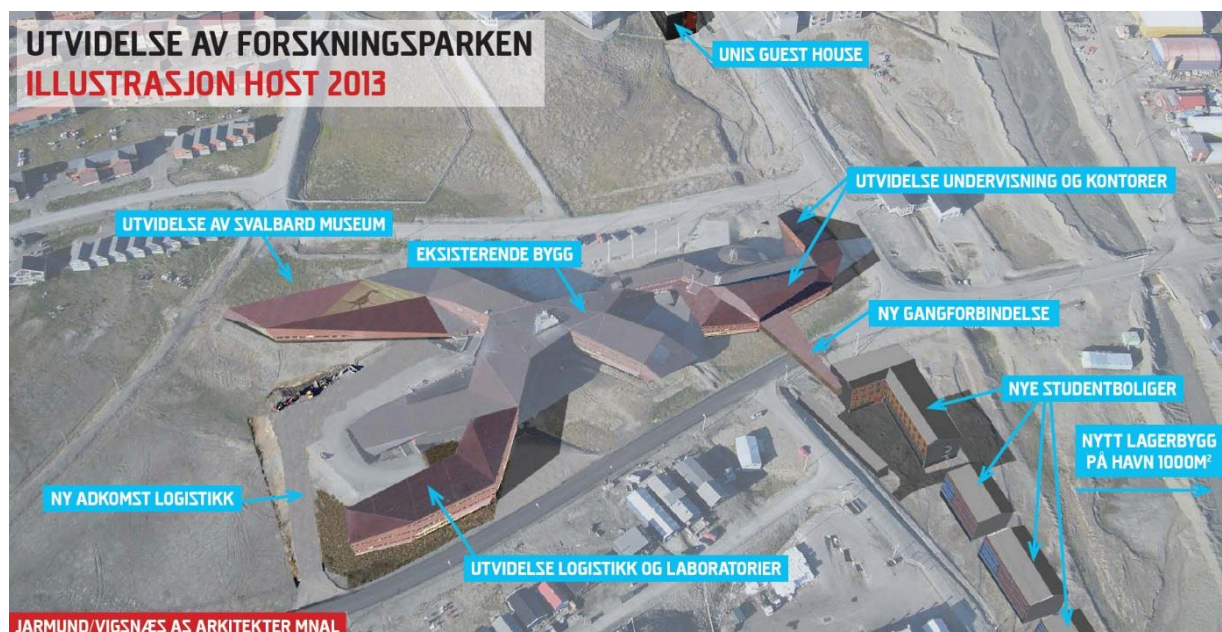 UTVIDELSE AV FORSKNINGSPARKEN
ILLUSTRASJON HØST 2013
UNIS GUEST HOUSE
UTVIDELSE UNDERVISNING OG KONTORER
UTVIDELSE AV SVALBARD MUSEUM
EKSISTERENDE BYGG
NY GANGFORBINDELSE
NYE STUDENTBOLIGER
NYTT LAGERBYGG
PÅ HAVN 1000M²
NY ADKOMST LOGISTIKK
UTVIDELSE LOGISTIKK OG LABORATORIER
JARMUND/VIGSNÆS AS ARKITEKTER MNAL